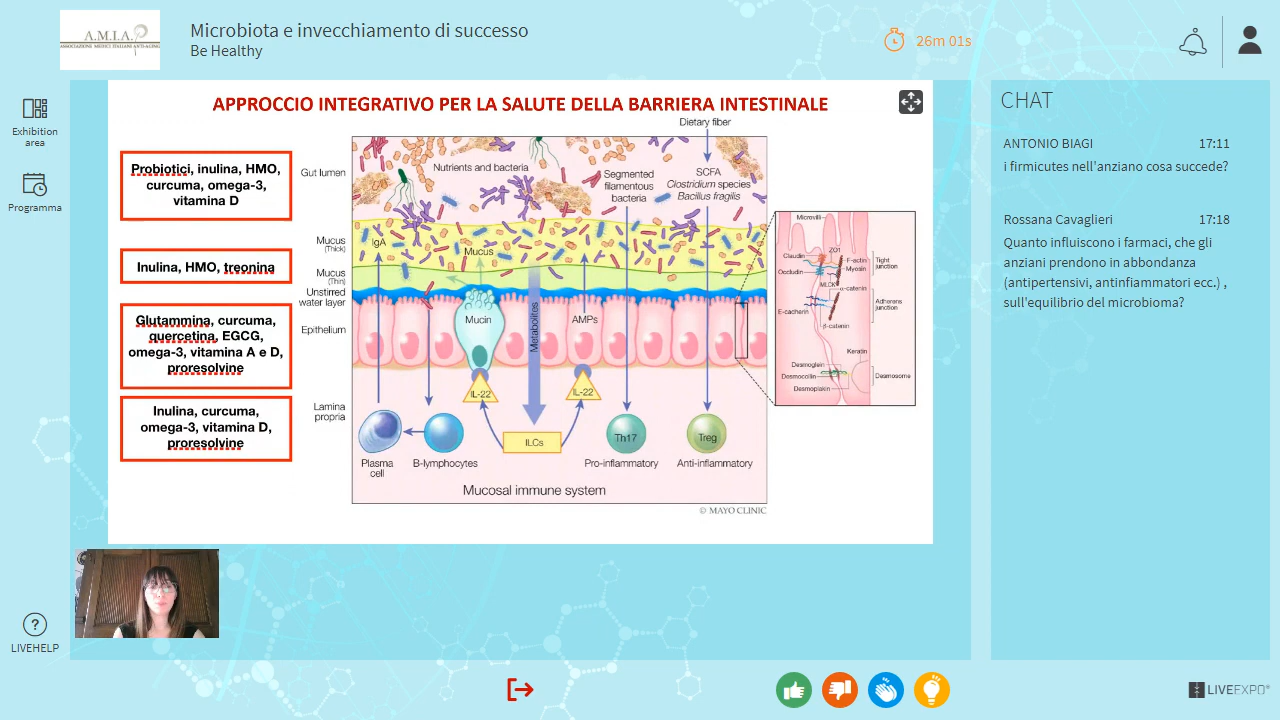 A.M.I.A.
ASSOCIAZIONE MEDICI ITALIANI ANTI-AGING
Microbiota e invecchiamento di successo
Be Healthy
26m 01s
Exhibition
area
Programma
LIVEHELP
APPROCCIO INTEGRATIVO PER LA SALUTE DELLA BARRIERA INTESTINALE
Probiotici, inulina, HMO,
curcuma, omega-3,
vitamina D
Inulina, HMO, treonina
Glutammina, curcuma,
quercetina, EGCG,
omega-3, vitamina A e D,
proresolvine
Inulina, curcuma,
omega-3, vitamina D,
proresolvine
Dietary fiber
Gut lumen
Nutrients and bacteria
Segmented
filamentous
bacteria
SCFA
Clostridium species
Bacillus fragilis
Mucus
(Thick)
IgA
Mucus
Mucus
(Thin)
Unstirred
water layer
Epithelium
Mucin
Metabolites
AMPs
IL-22
IL-22
Lamina
propria
ILCs
Th17
Treg
Plasma
cell
B-lymphocytes
Pro-inflammatory
Anti-inflammatory
Mucosal immune system
© MAYO CLINIC
Microvilli
Claudin
ZO1
Occludin
F-actin
Myosin
Tight
junction
MLCK
α-catenin
E-cacherin
Adherens
junction
β-catenin
Keratin
Desmoglein
Desmocollin
Desmosome
Desmoplakin
CHAT
ANTONIO BIAGI 17:11
i firmicutes nell'anziano cosa succede?
Rossana Cavaglieri 17:18
Quanto influiscono i farmaci, che gli
anziani prendono in abbondanza
(antipertensivi, antinfiammatori ecc.) ,
sull'equilibrio del microbioma?
LIVEEXPO®